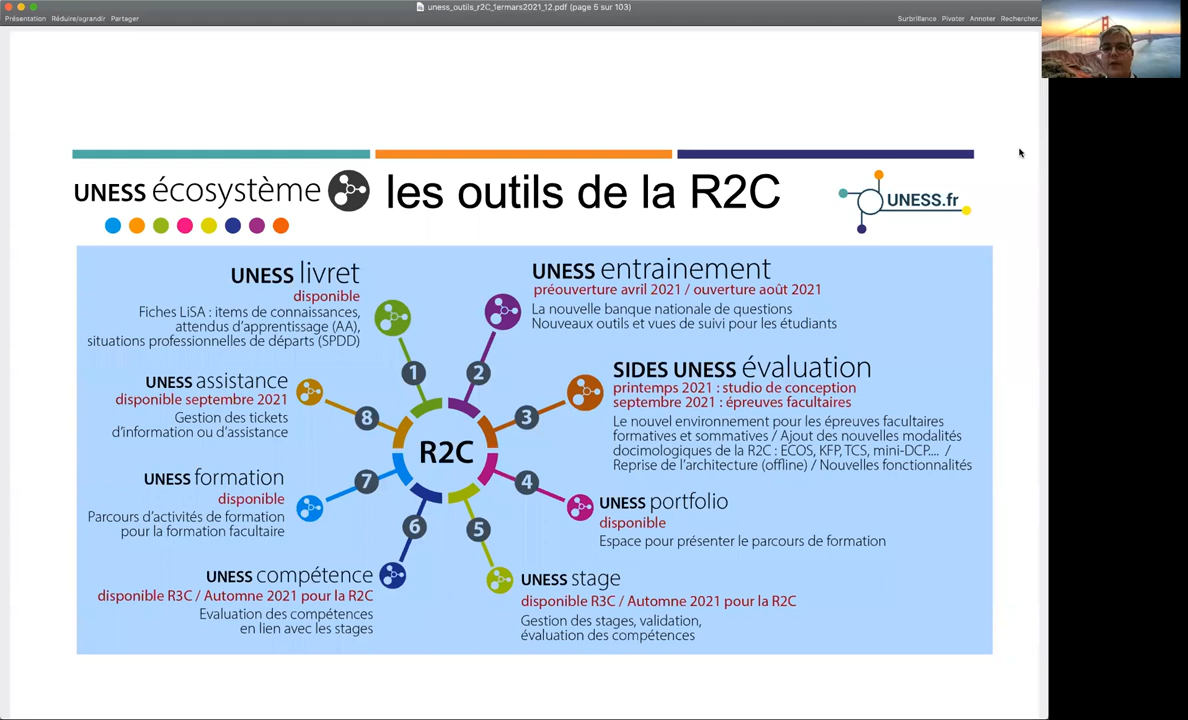 uness_outils_r2C_1ermars2021_12.pdf (page 5 sur 103)
Présentation Réduire/agrandir Partager
Surbrillance Pivoter Annoter Rechercher...
UNESS écosystème les outils de la R2C
UNESS.fr
UNESS livret
disponible
Fiches LiSA : items de connaissances,
attendus d'apprentissage (AA),
situations professionnelles de départs (SPDD)
1
UNESS entrainement
préouverture avril 2021 / ouverture août 2021
La nouvelle banque nationale de questions
Nouveaux outils et vues de suivi pour les étudiants
2
SIDES UNESS évaluation
printemps 2021 : studio de conception
septembre 2021 : épreuves facultaires
Le nouvel environnement pour les épreuves facultaires
formatives et sommatives / Ajout des nouvelles modalités
docimologiques de la R2C : ECOS, KFP, TCS, mini-DCP.... /
Reprise de l'architecture (offline) / Nouvelles fonctionnalités
3
UNESS portfolio
disponible
Espace pour présenter le parcours de formation
4
UNESS stage
disponible R3C / Automne 2021 pour la R2C
Gestion des stages, validation,
évaluation des compétences
5
UNESS compétence
disponible R3C / Automne 2021 pour la R2C
Evaluation des compétences
en lien avec les stages
6
UNESS formation
disponible
Parcours d'activités de formation
pour la formation facultaire
7
UNESS assistance
disponible septembre 2021
Gestion des tickets
d'information ou d'assistance
8
R2C